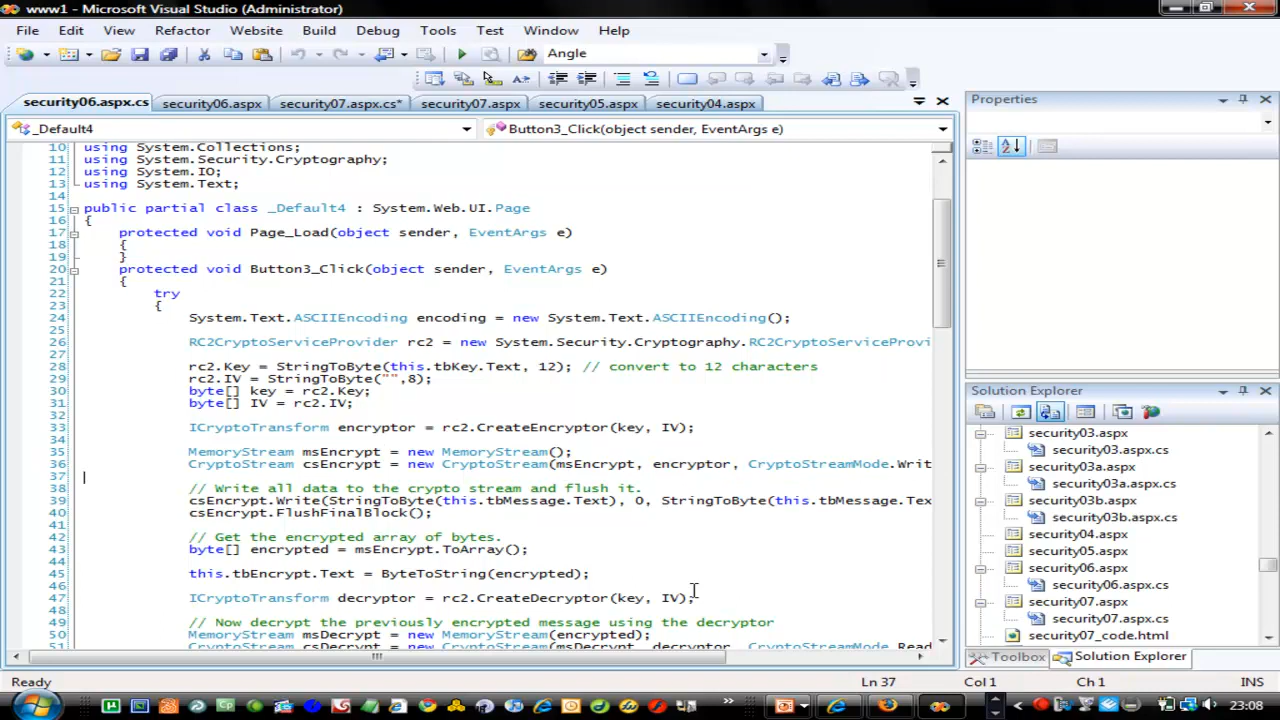 www1 - Microsoft Visual Studio (Administrator)
File Edit View Refactor Website Build Debug Tools Test Window Help
Angle
security06.aspx.cs security06.aspx security07.aspx.cs* security07.aspx security05.aspx security04.aspx
Properties
_Default4 Button3_Click(object sender, EventArgs e)
10 using System.Collections;
11 using System.Security.Cryptography;
12 using System.IO;
13 using System.Text;
14
15 public partial class _Default4 : System.Web.UI.Page
16 {
17 protected void Page_Load(object sender, EventArgs e)
18 {
19 }
20 protected void Button3_Click(object sender, EventArgs e)
21 {
22 try
23 {
24 System.Text.ASCIIEncoding encoding = new System.Text.ASCIIEncoding();
25
26 RC2CryptoServiceProvider rc2 = new System.Security.Cryptography.RC2CryptoServiceProvi
27
28 rc2.Key = StringToByte(this.tbKey.Text, 12); // convert to 12 characters
29 rc2.IV = StringToByte("",8);
30 byte[] key = rc2.Key;
31 byte[] IV = rc2.IV;
32
33 ICryptoTransform encryptor = rc2.CreateEncryptor(key, IV);
34
35 MemoryStream msEncrypt = new MemoryStream();
36 CryptoStream csEncrypt = new CryptoStream(msEncrypt, encryptor, CryptoStreamMode.Writ
37
38 // Write all data to the crypto stream and flush it.
39 csEncrypt.Write(StringToByte(this.tbMessage.Text), 0, StringToByte(this.tbMessage.Tex
40 csEncrypt.FlushFinalBlock();
41
42 // Get the encrypted array of bytes.
43 byte[] encrypted = msEncrypt.ToArray();
44
45 this.tbEncrypt.Text = ByteToString(encrypted);
46
47 ICryptoTransform decryptor = rc2.CreateDecryptor(key, IV);
48
49 // Now decrypt the previously encrypted message using the decryptor
50 MemoryStream msDecrypt = new MemoryStream(encrypted);
51 CryptoStream csDecrypt = new CryptoStream(msDecrypt, decryptor, CryptoStreamMode.Read
Solution Explorer
security03.aspx
security03.aspx.cs
security03a.aspx
security03a.aspx.cs
security03b.aspx
security03b.aspx.cs
security04.aspx
security05.aspx
security06.aspx
security06.aspx.cs
security07.aspx
security07.aspx.cs
security07_code.html
Toolbox Solution Explorer
Ready Ln 37 Col 1 Ch 1 INS
23:08